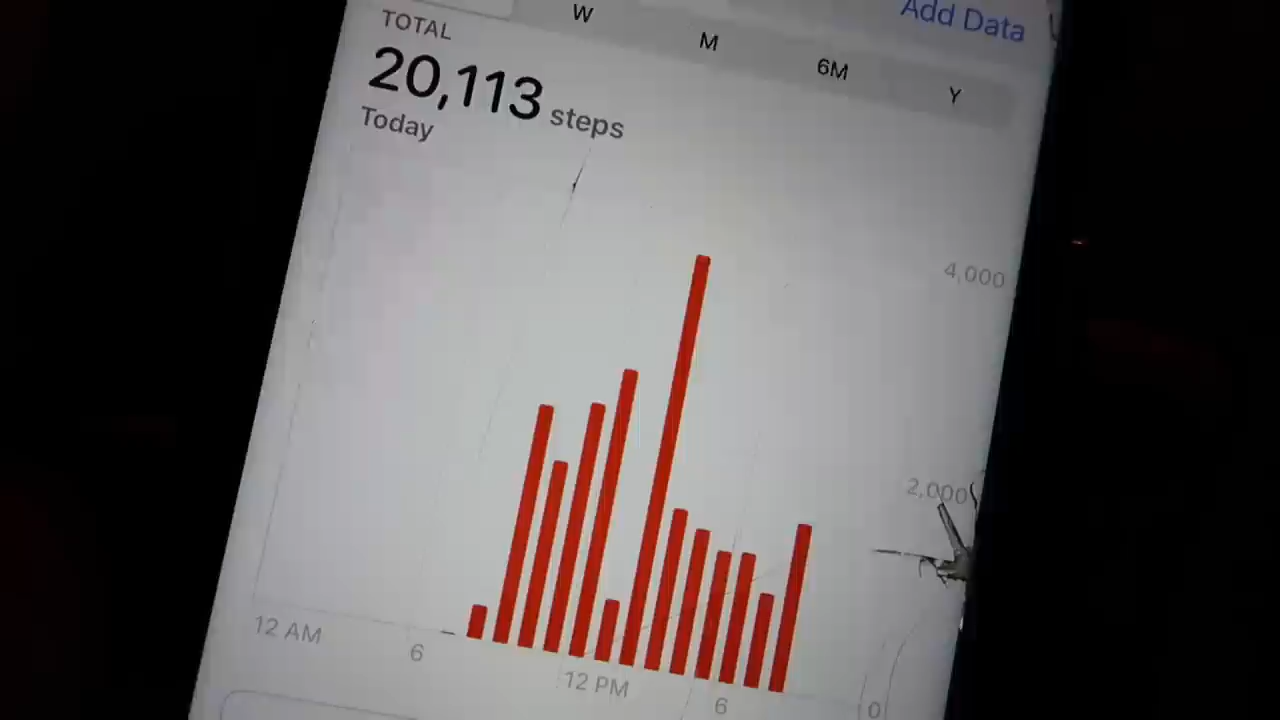 Add Data
W M 6M Y
TOTAL
20,113 steps
Today
4,000
2,000
0
12 AM 6 12 PM 6